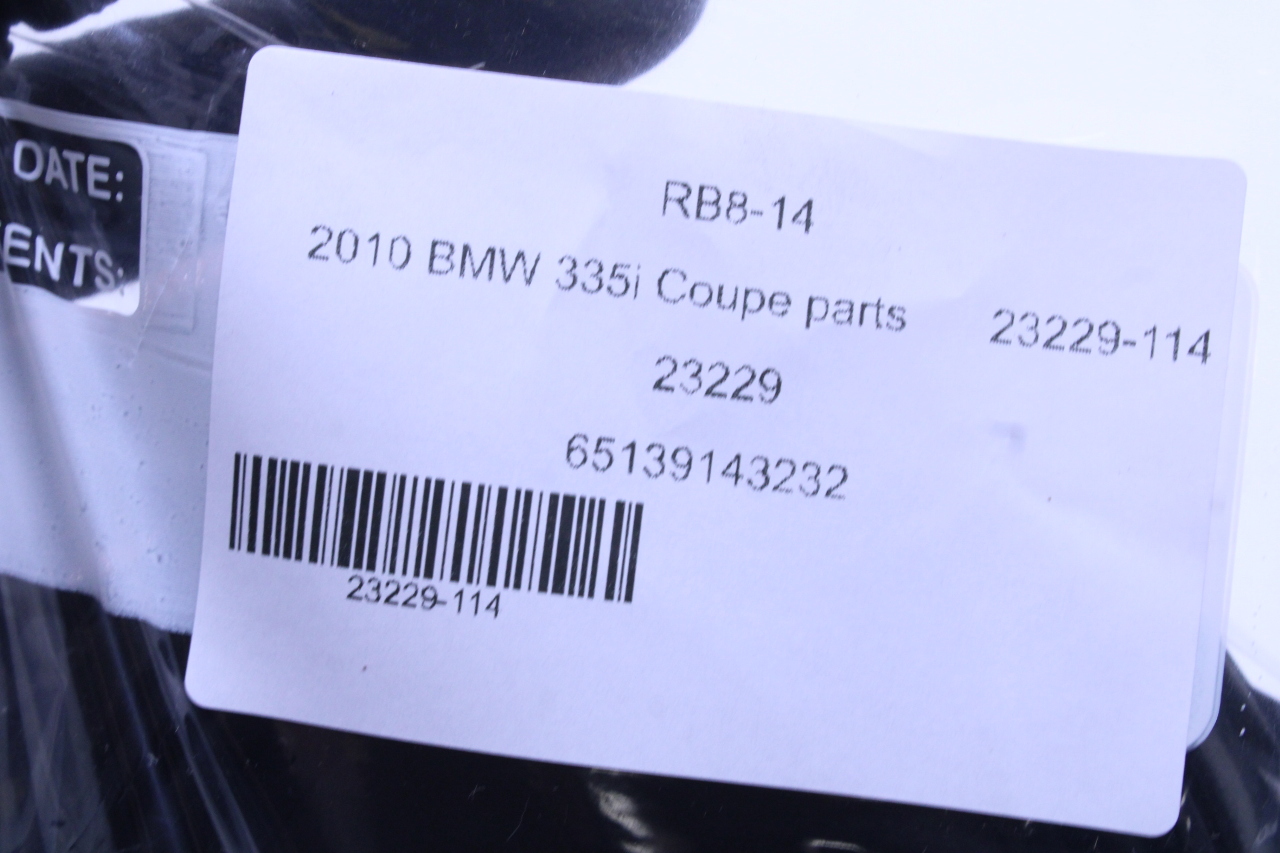 DATE:
ENTS:
RB8-14
2010 BMW 335i Coupe parts 23229-114
23229
65139143232
23229-114